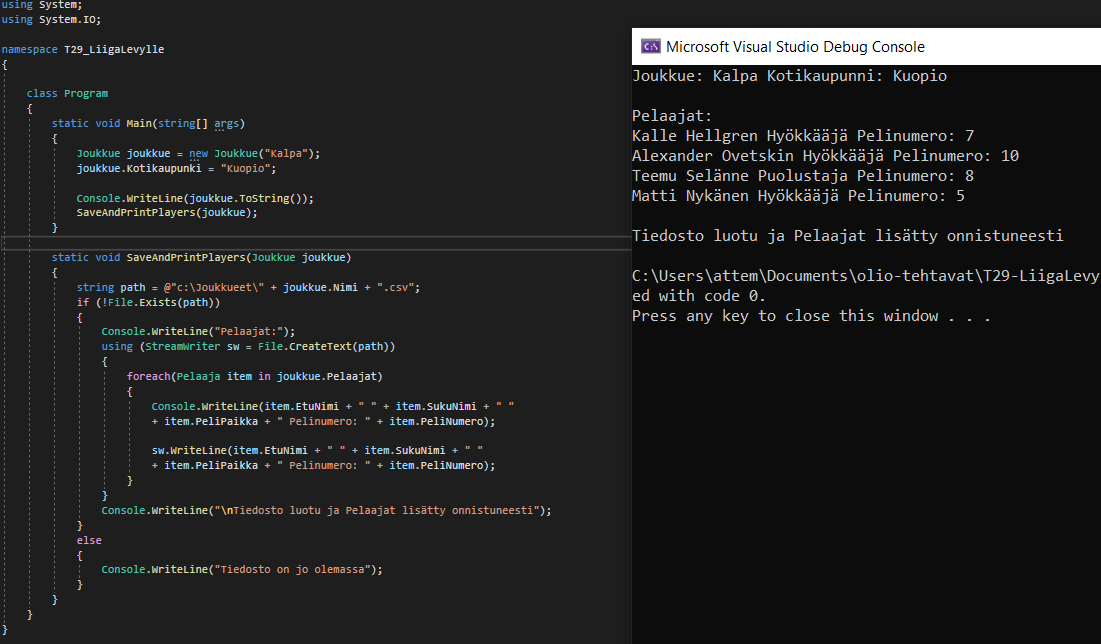 using System;
using System.IO;
namespace T29_LiigaLevylle
{
class Program
{
static void Main(string[] args)
{
Joukkue joukkue = new Joukkue("Kalpa");
joukkue.Kotikaupunki = "Kuopio";
Console.WriteLine(joukkue.ToString());
SaveAndPrintPlayers(joukkue);
}
static void SaveAndPrintPlayers(Joukkue joukkue)
{
string path = @"c:\Joukkueet\" + joukkue.Nimi + ".csv";
if (!File.Exists(path))
{
Console.WriteLine("Pelaajat:");
using (StreamWriter sw = File.CreateText(path))
{
foreach(Pelaaja item in joukkue.Pelaajat)
{
Console.WriteLine(item.EtuNimi + " " + item.SukuNimi + " "
+ item.PeliPaikka + " Pelinumero: " + item.PeliNumero);
sw.WriteLine(item.EtuNimi + " " + item.SukuNimi + " "
+ item.PeliPaikka + " Pelinumero: " + item.PeliNumero);
}
}
Console.WriteLine("\nTiedosto luotu ja Pelaajat lisätty onnistuneesti");
}
else
{
Console.WriteLine("Tiedosto on jo olemassa");
}
}
}
}
Microsoft Visual Studio Debug Console
Joukkue: Kalpa Kotikaupunni: Kuopio
Pelaajat:
Kalle Hellgren Hyökkääjä Pelinumero: 7
Alexander Ovetskin Hyökkääjä Pelinumero: 10
Teemu Selänne Puolustaja Pelinumero: 8
Matti Nykänen Hyökkääjä Pelinumero: 5
Tiedosto luotu ja Pelaajat lisätty onnistuneesti
C:\Users\attem\Documents\olio-tehtavat\T29-LiigaLevy
ed with code 0.
Press any key to close this window . . .